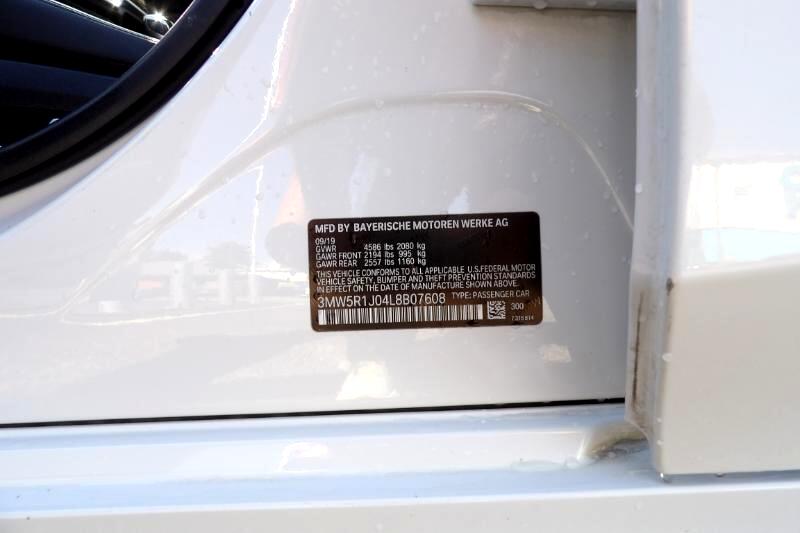 MFD BY BAYERISCHE MOTOREN WERKE AG
09/19
GVWR 4586 lbs 2080 kg
GAWR FRONT 2194 lbs 995 kg
GAWR REAR 2557 lbs 1160 kg
THIS VEHICLE CONFORMS TO ALL APPLICABLE U.S.FEDERAL MOTOR
VEHICLE SAFETY, BUMPER AND THEFT PREVENTION STANDARDS
IN EFFECT ON THE DATE OF MANUFACTURE SHOWN ABOVE.
3MW5R1J04L8B07608 TYPE: PASSENGER CAR
300
7315814